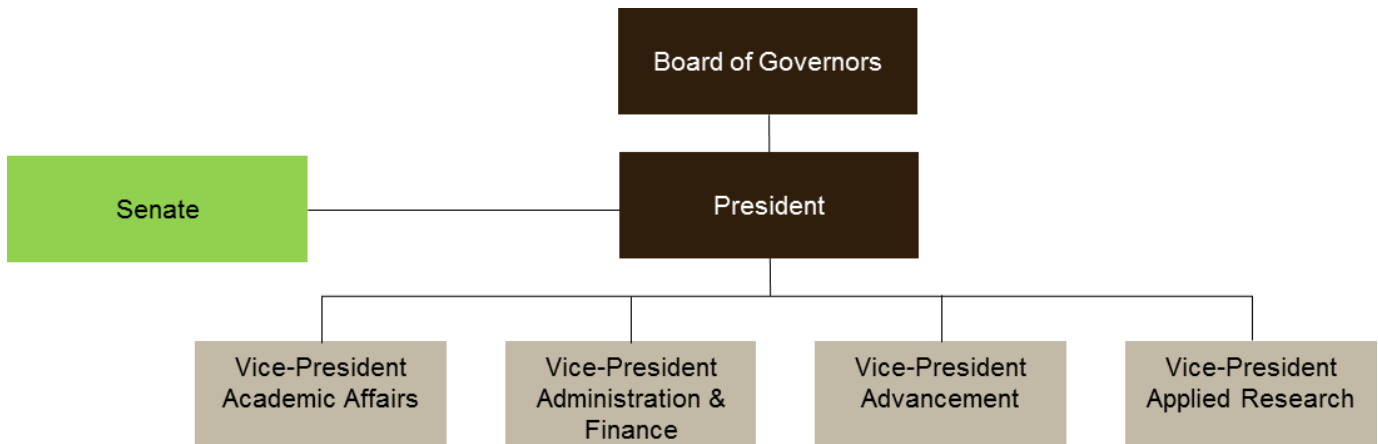 Board of Governors
Senate
President
Vice-President
Academic Affairs
Vice-President
Administration &
Finance
Vice-President
Advancement
Vice-President
Applied Research